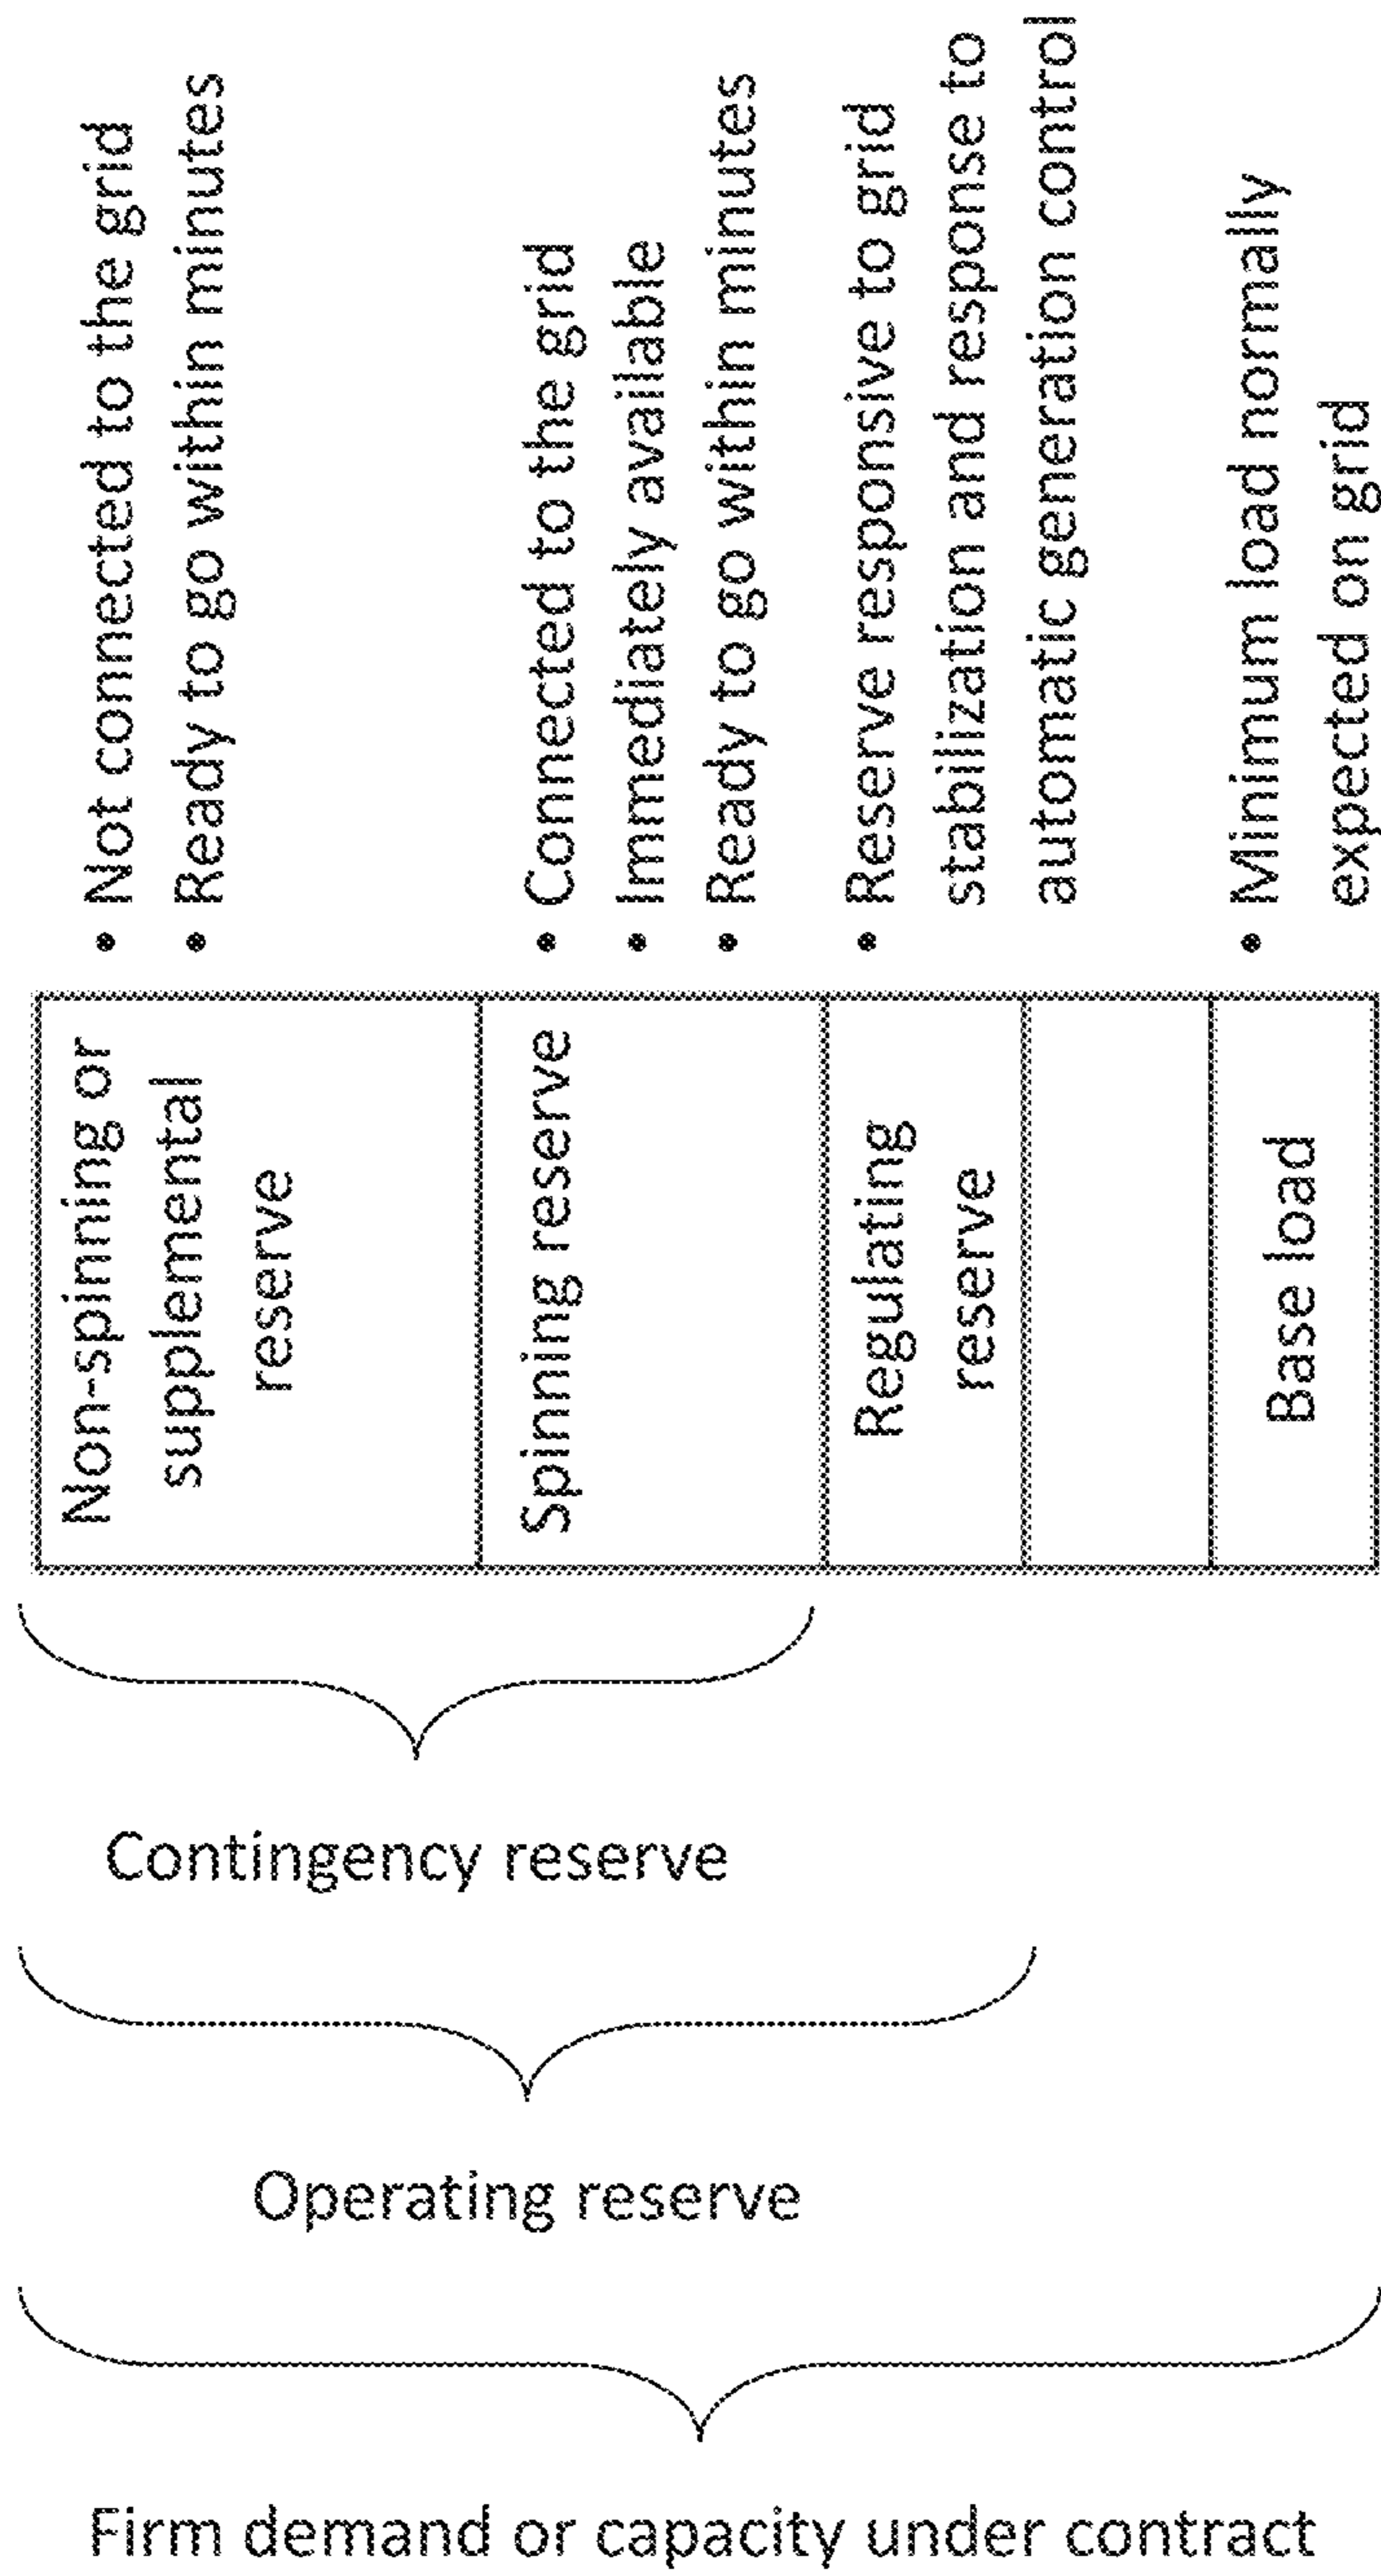 Non-spinning or
supplemental
reserve
• Not connected to the grid
• Ready to go within minutes
Spinning reserve
• Connected to the grid
• Immediately available
• Ready to go within minutes
Regulating
reserve
• Reserve responsive to grid
stabilization and response to
automatic generation control
Base load
• Minimum load normally
expected on grid
Contingency reserve
Operating reserve
Firm demand or capacity under contract